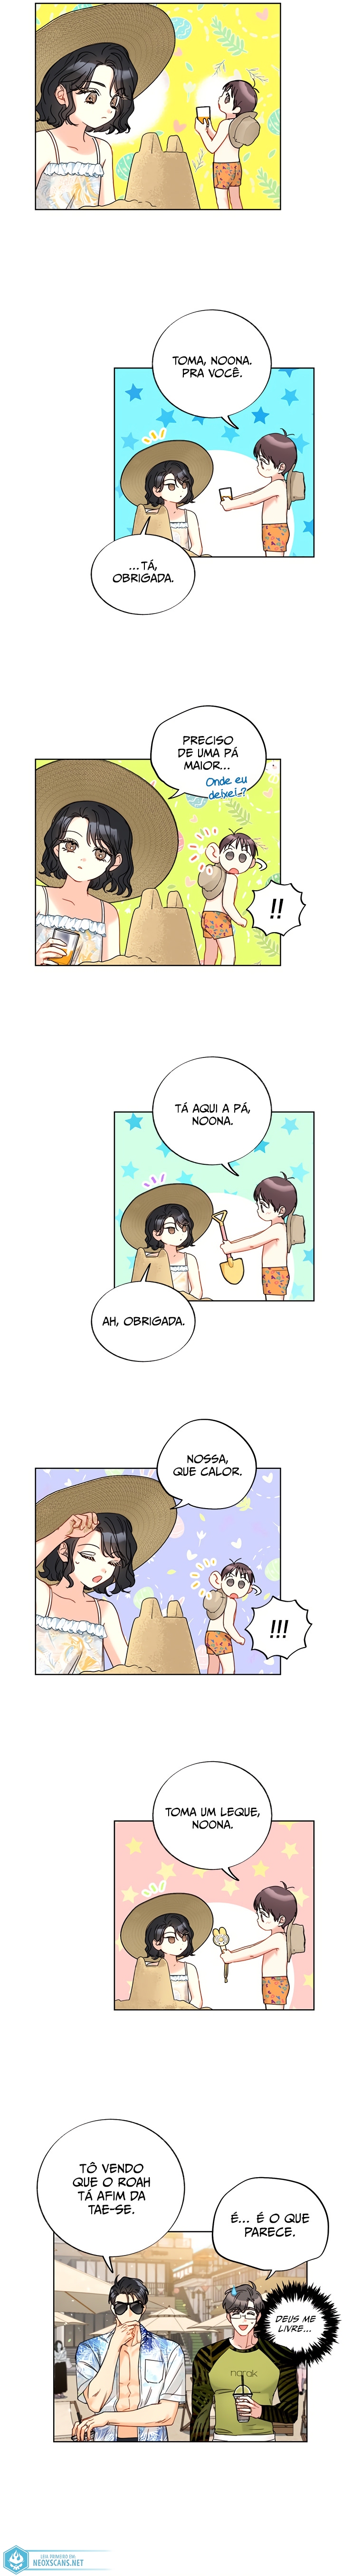 TOMA, NOONA.
PRA VOCÊ.
...TÁ,
OBRIGADA.
PRECISO
DE UMA PÁ
MAIOR...
Onde eu
deixei?
!!
TÁ AQUI A PÁ,
NOONA.
AH, OBRIGADA.
NOSSA,
QUE CALOR.
!!!
TOMA UM LEQUE,
NOONA.
TÔ VENDO
QUE O ROAH
TÁ AFIM DA
TAE-SE.
É... É O QUE
PARECE.
DEUS ME
LIVRE...
narak
LEIA PRIMEIRO EM
NEOXSCANS.NET